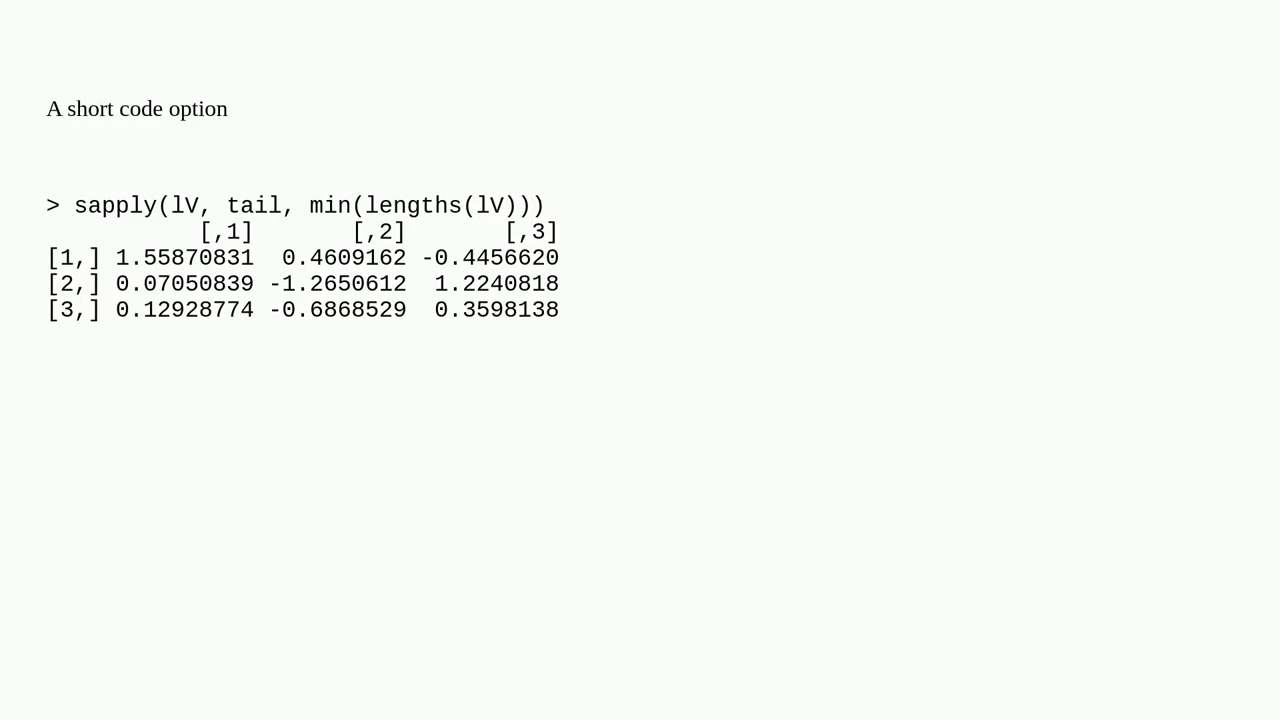 A short code option
> sapply(lV, tail, min(lengths(lV)))
           [,1]       [,2]       [,3]
[1,] 1.55870831  0.4609162 -0.4456620
[2,] 0.07050839 -1.2650612  1.2240818
[3,] 0.12928774 -0.6868529  0.3598138